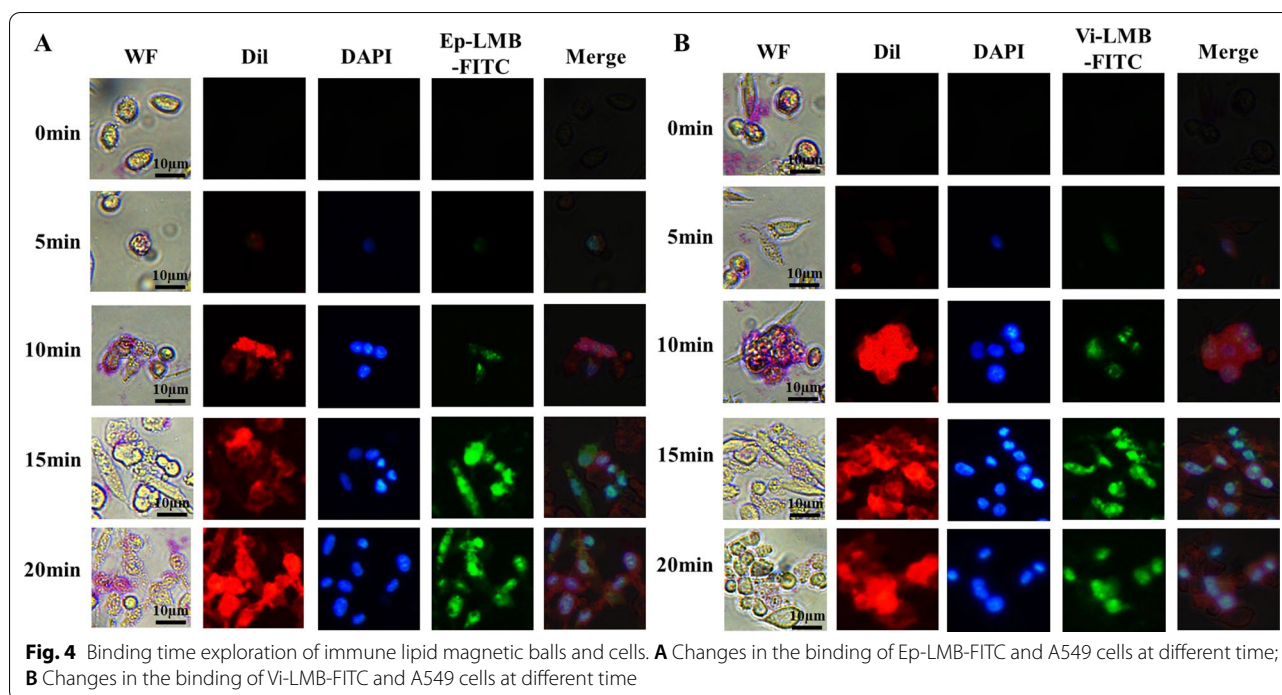 A
WF Dil DAPI Ep-LMB -FITC Merge
0min 10μm
5min 10μm
10min 10μm
15min 10μm
20min 10μm
B
WF Dil DAPI Vi-LMB -FITC Merge
0min 10μm
5min 10μm
10min 10μm
15min 10μm
20min 10μm
Fig. 4 Binding time exploration of immune lipid magnetic balls and cells. A Changes in the binding of Ep-LMB-FITC and A549 cells at different time;
B Changes in the binding of Vi-LMB-FITC and A549 cells at different time